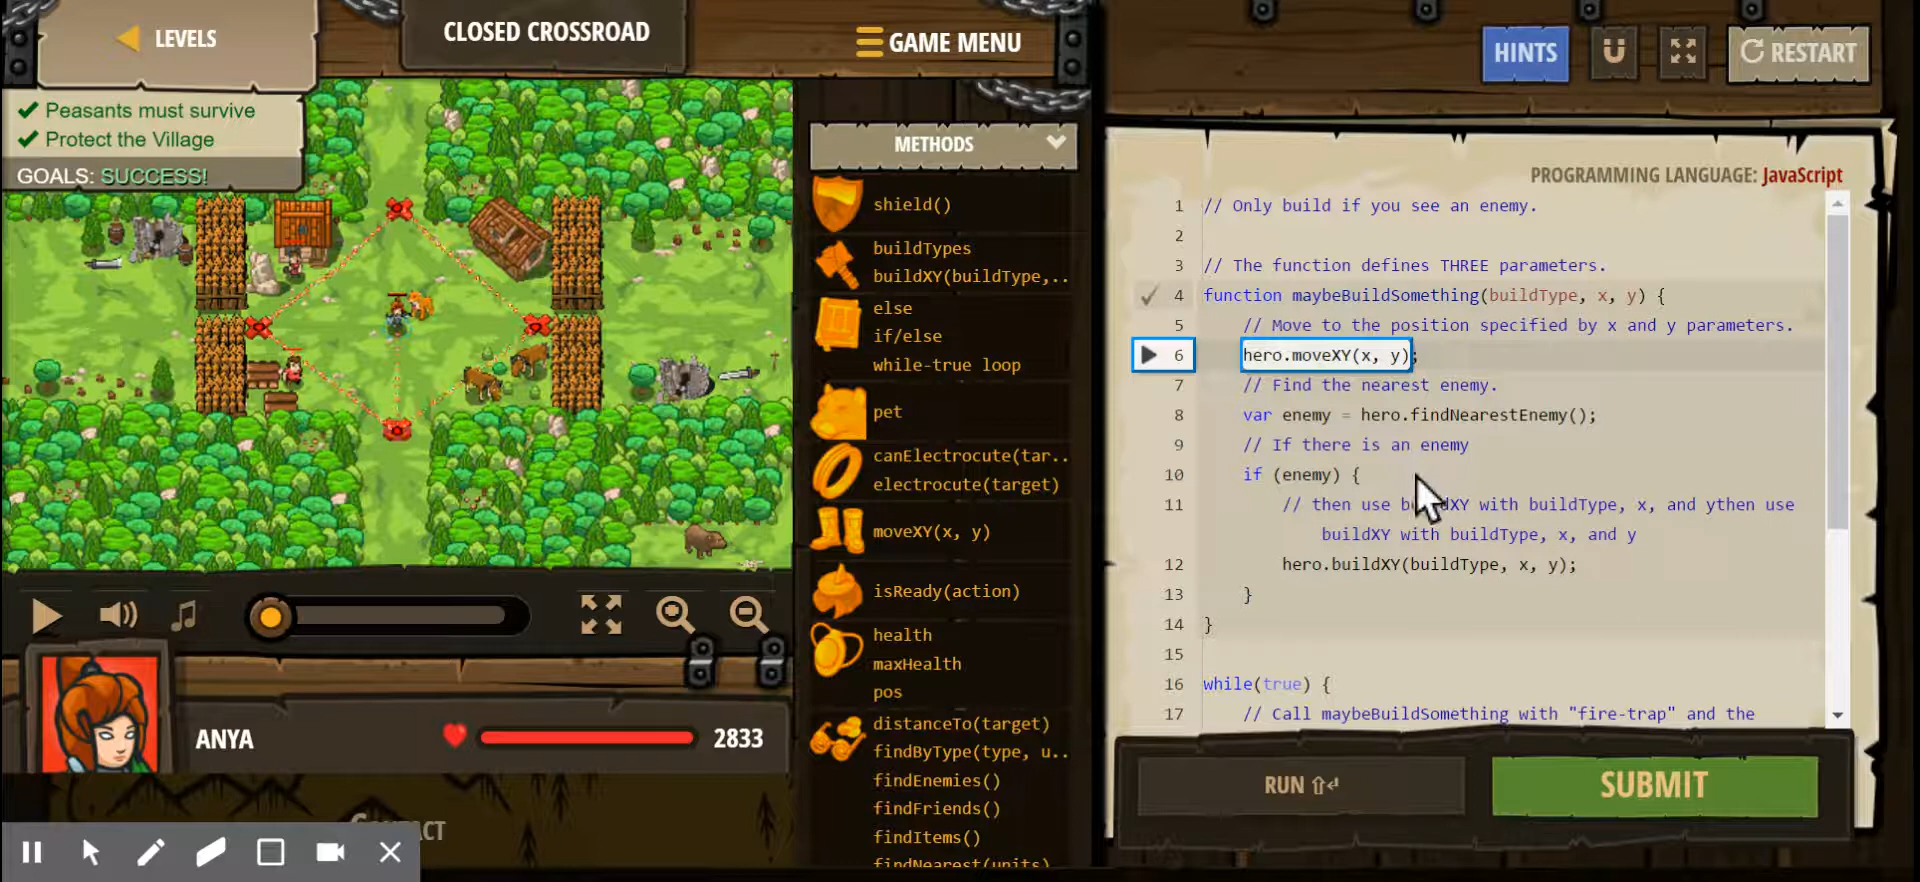 LEVELS
CLOSED CROSSROAD
GAME MENU
HINTS
RESTART
Peasants must survive
Protect the Village
GOALS: SUCCESS!
METHODS
shield()
buildTypes
buildXY(buildType,..
else
if/else
while-true loop
pet
canElectrocute(tar..
electrocute(target)
moveXY(x, y)
isReady(action)
health
maxHealth
pos
distanceTo(target)
findByType(type, u..
findEnemies()
findFriends()
findItems()
findNearest(units)
PROGRAMMING LANGUAGE: JavaScript
1 // Only build if you see an enemy.
2
3 // The function defines THREE parameters.
4 function maybeBuildSomething(buildType, x, y) {
5 // Move to the position specified by x and y parameters.
6 hero.moveXY(x, y);
7 // Find the nearest enemy.
8 var enemy = hero.findNearestEnemy();
9 // If there is an enemy
10 if (enemy) {
11 // then use buildXY with buildType, x, and ythen use
buildXY with buildType, x, and y
12 hero.buildXY(buildType, x, y);
13 }
14 }
15
16 while(true) {
17 // Call maybeBuildSomething with "fire-trap" and the
RUN
SUBMIT
ANYA
2833